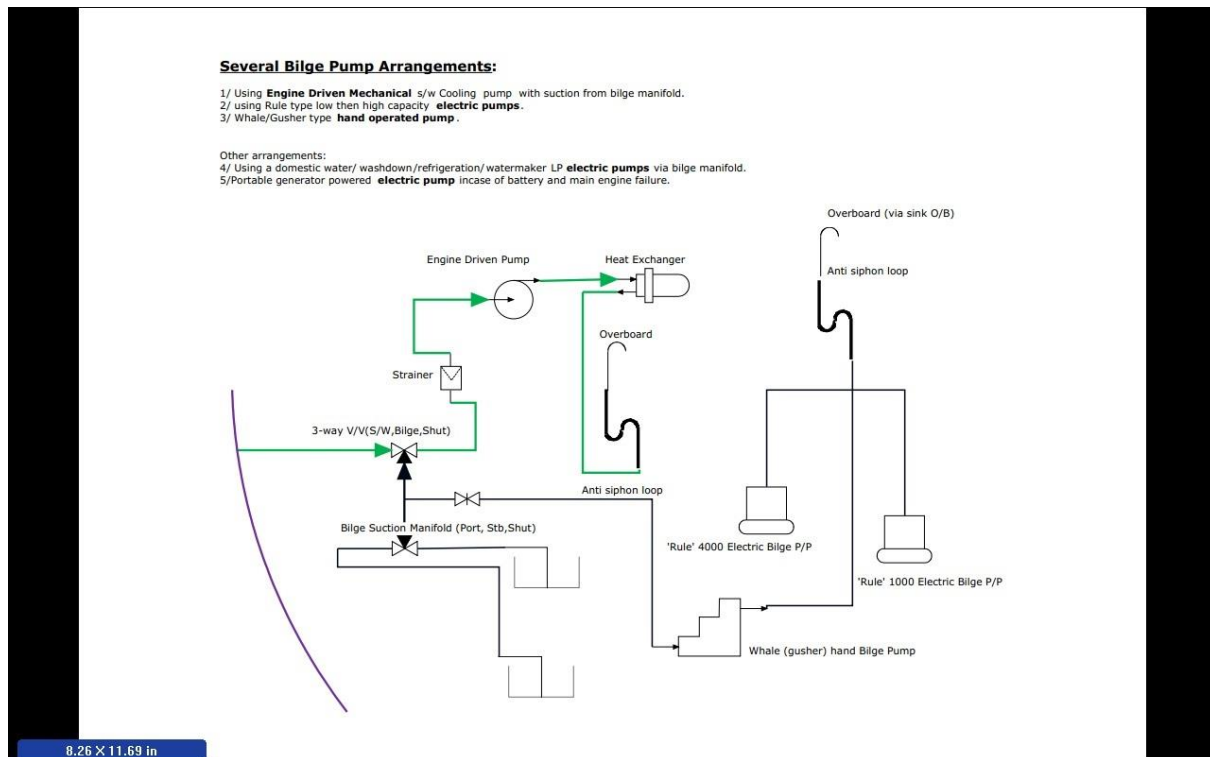 Several Bilge Pump Arrangements:
1/ Using Engine Driven Mechanical s/w Cooling pump with suction from bilge manifold.
2/ using Rule type low then high capacity electric pumps.
3/ Whale/Gusher type hand operated pump.
Other arrangements:
4/ Using a domestic water/ washdown/refrigeration/watermaker LP electric pumps via bilge manifold.
5/Portable generator powered electric pump incase of battery and main engine failure.
Overboard (via sink O/B)
Engine Driven Pump
Heat Exchanger
Anti siphon loop
Overboard
Strainer
3-way V/V(S/W,Bilge,Shut)
Anti siphon loop
Bilge Suction Manifold (Port, Stb,Shut)
'Rule' 4000 Electric Bilge P/P
'Rule' 1000 Electric Bilge P/P
Whale (gusher) hand Bilge Pump
8.26 X 11.69 in